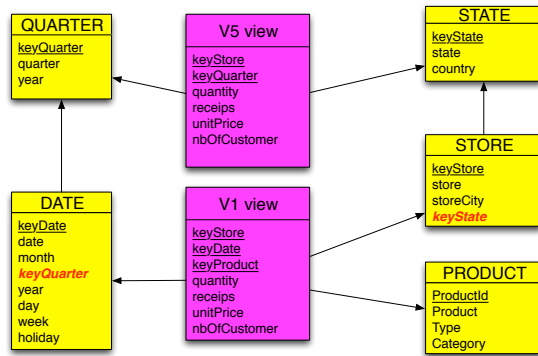 QUARTER
keyQuarter
quarter
year
V5 view
keyStore
keyQuarter
quantity
receips
unitPrice
nbOfCustomer
STATE
keyState
state
country
STORE
keyStore
store
storeCity
keyState
DATE
keyDate
date
month
keyQuarter
year
day
week
holiday
V1 view
keyStore
keyDate
keyProduct
quantity
receips
unitPrice
nbOfCustomer
PRODUCT
ProductId
Product
Type
Category